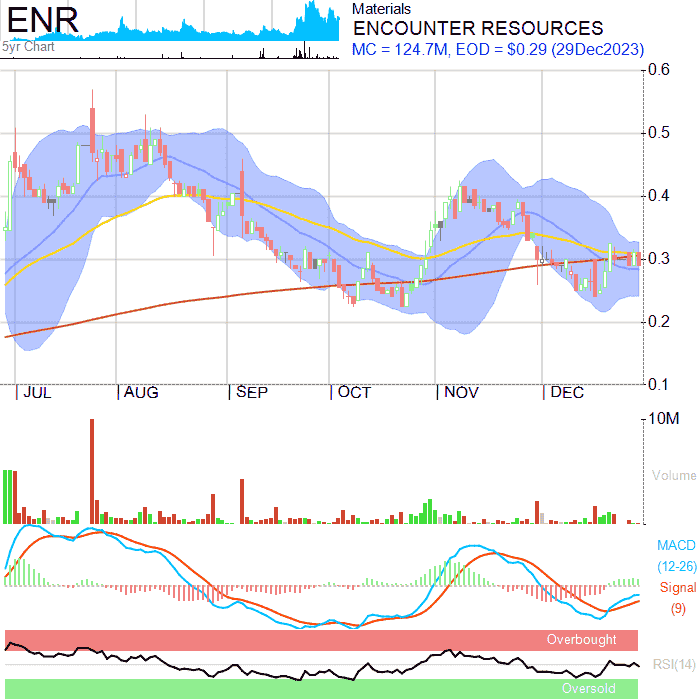 ENR
5yr Chart
Materials
ENCOUNTER RESOURCES
MC = 124.7M, EOD = $0.29 (29Dec2023)
0.6
0.5
0.4
0.3
0.2
0.1
JUL AUG SEP OCT NOV DEC
10M
Volume
MACD
(12-26)
Signal
(9)
Overbought
RSI(14)
Oversold